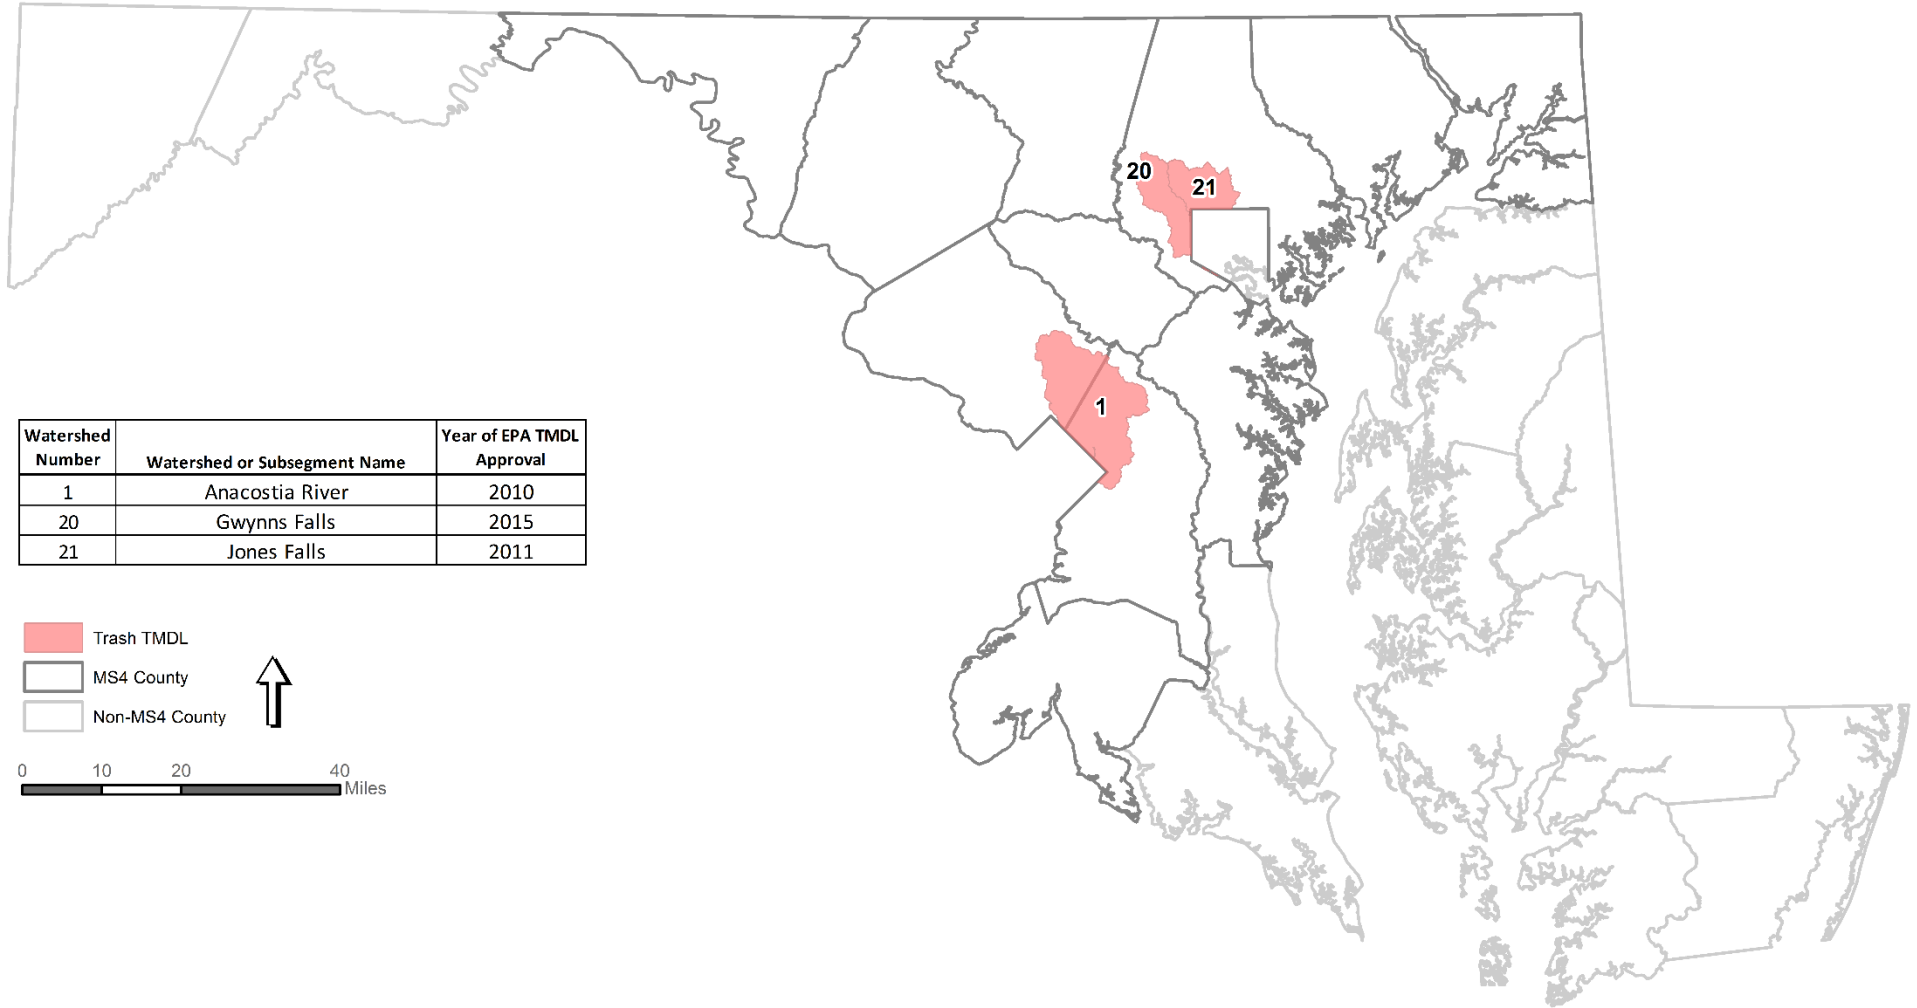 20
21
1
Watershed Number Watershed or Subsegment Name Year of EPA TMDL Approval
1 Anacostia River 2010
20 Gwynns Falls 2015
21 Jones Falls 2011
Trash TMDL
MS4 County
Non-MS4 County
0 10 20 40
Miles